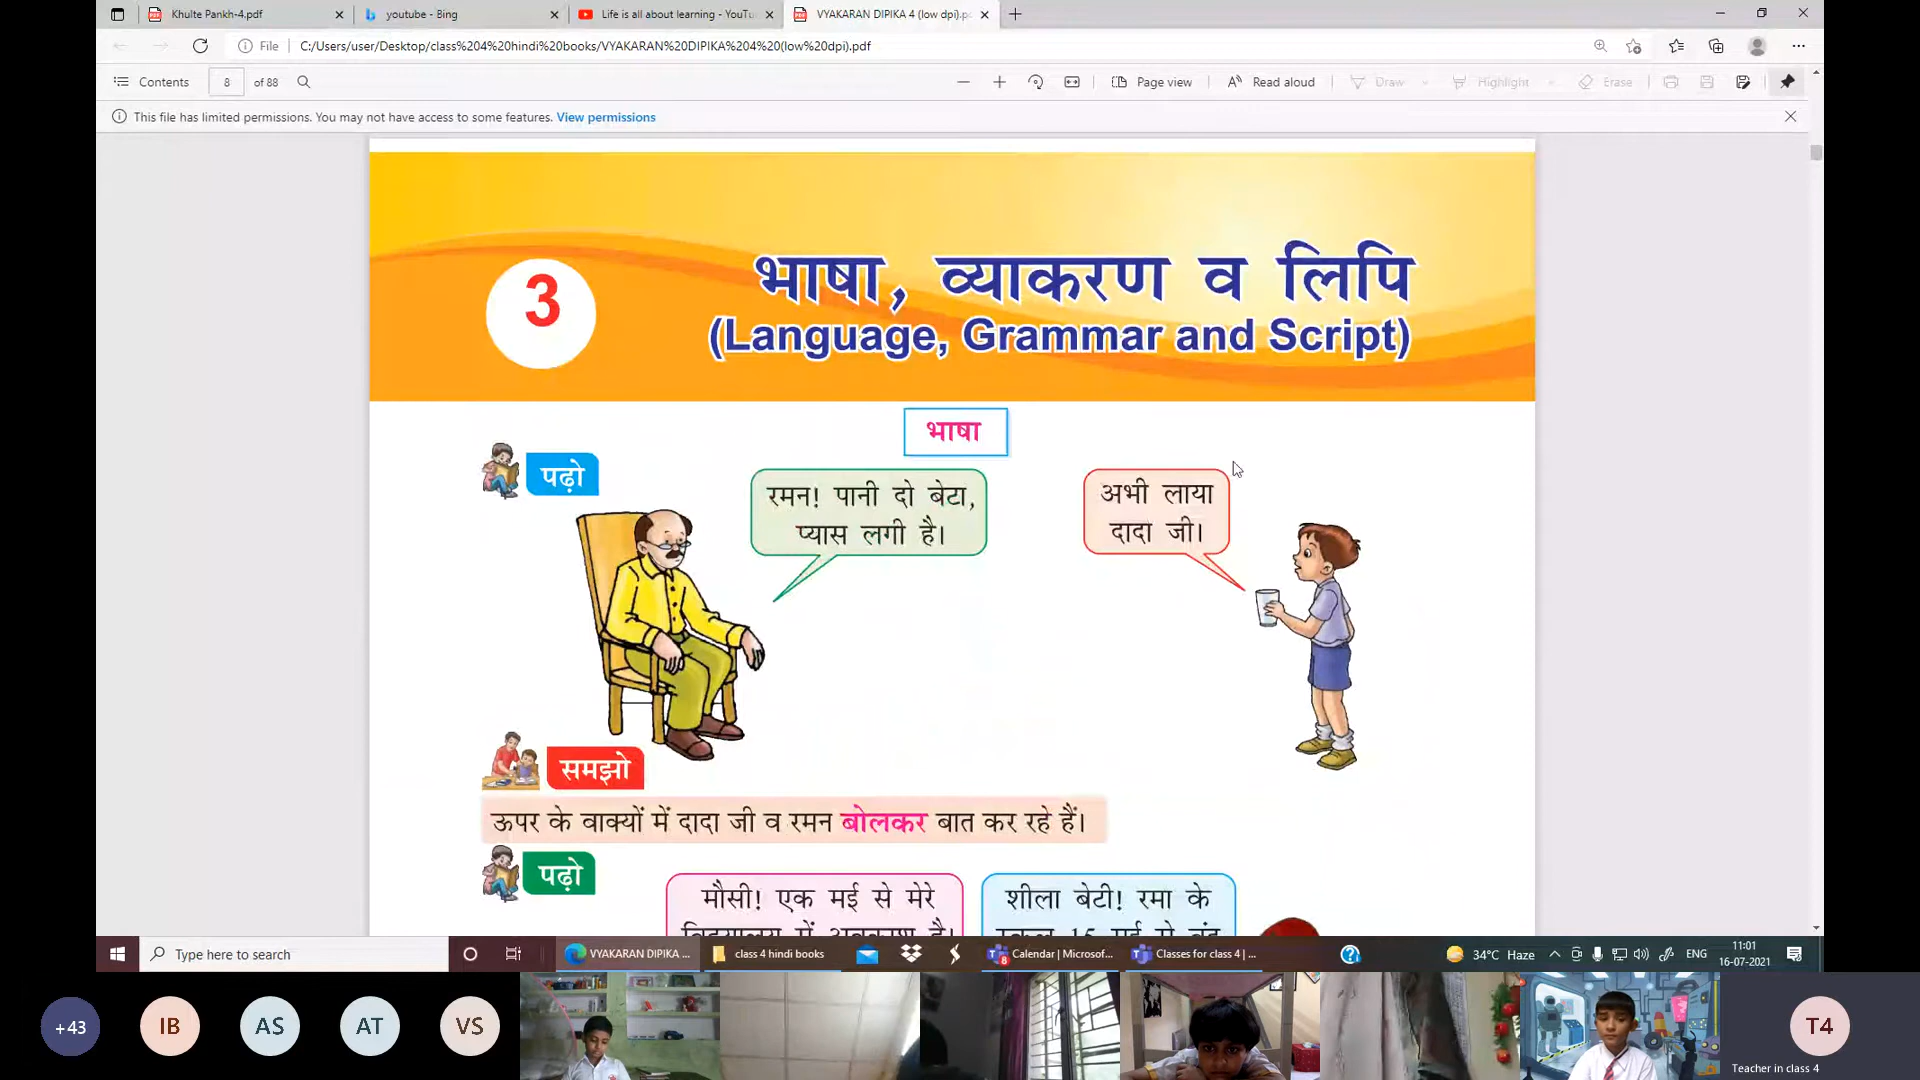 Khulte Pankh-4.pdf
youtube - Bing
Life is all about learning - YouTu
VYAKARAN DIPIKA 4 (low dpi).p
File
C:/Users/user/Desktop/class%204%20hindi%20books/VYAKARAN%20DIPIKA%204%20(low%20dpi).pdf
Contents
8
of 88
Page view
Read aloud
Draw
Highlight
Erase
This file has limited permissions. You may not have access to some features. View permissions
3
भाषा, व्याकरण व लिपि
(Language, Grammar and Script)
भाषा
पढ़ो
रमन! पानी दो बेटा,
प्यास लगी है।
अभी लाया
दादा जी।
समझो
ऊपर के वाक्यों में दादा जी व रमन बोलकर बात कर रहे हैं।
पढ़ो
मौसी! एक मई से मेरे
विद्यालय में अवकाश है।
शीला बेटी! रमा के
स्कूल 15 मई से बंद
Type here to search
VYAKARAN DIPIKA ...
class 4 hindi books
Calendar | Microsof...
Classes for class 4 | ...
34°C Haze
ENG
11:01
16-07-2021
+43
IB
AS
AT
VS
T4
Teacher in class 4